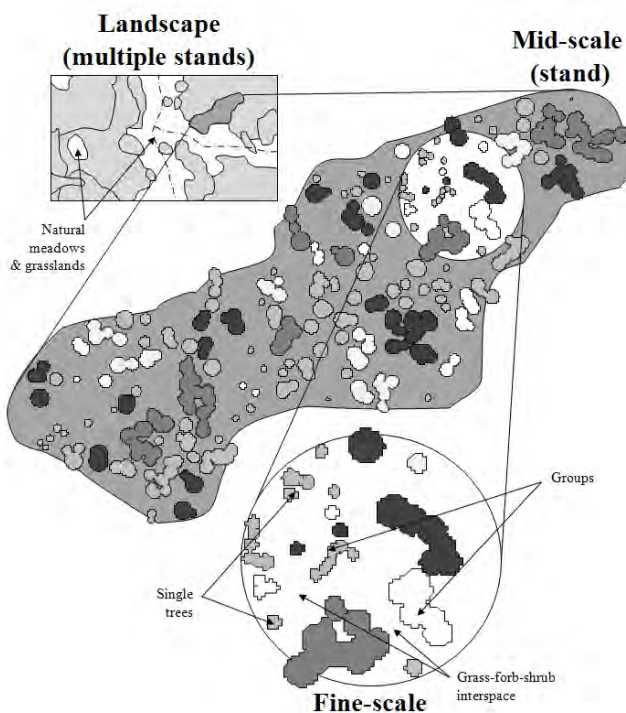 Landscape
(multiple stands)
Mid-scale
(stand)
Natural
meadows
& grasslands
Groups
Single
trees
Grass-forb-shrub
interspace
Fine-scale